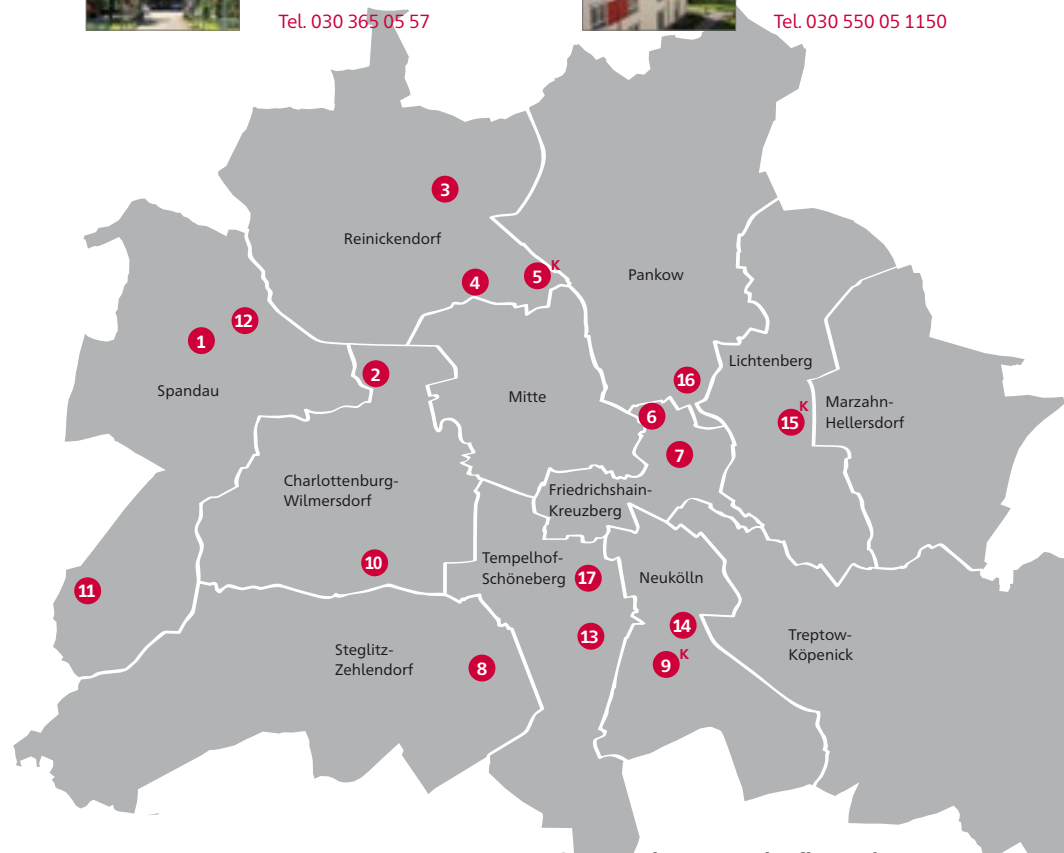 Tel. 030 365 05 57
Tel. 030 550 05 1150
3
Reinickendorf
4
5 K
Pankow
12
1
Spandau
2
Mitte
16
Lichtenberg
6
15 K
Marzahn-
Hellersdorf
7
Charlottenburg-
Wilmersdorf
Friedrichshain-
Kreuzberg
10
Tempelhof-
Schöneberg
17
Neukölln
11
14
13
Treptow-
Köpenick
Steglitz-
Zehlendorf
8
9 K